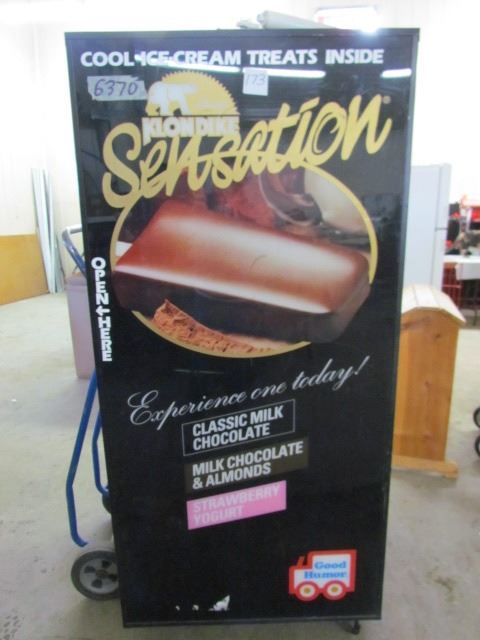 COOL ICE CREAM TREATS INSIDE
6370
173
KLONDIKE
Sensation®
OPEN HERE
Experience one today!
CLASSIC MILK
CHOCOLATE
MILK CHOCOLATE
& ALMONDS
STRAWBERRY
YOGURT
Good
Humor